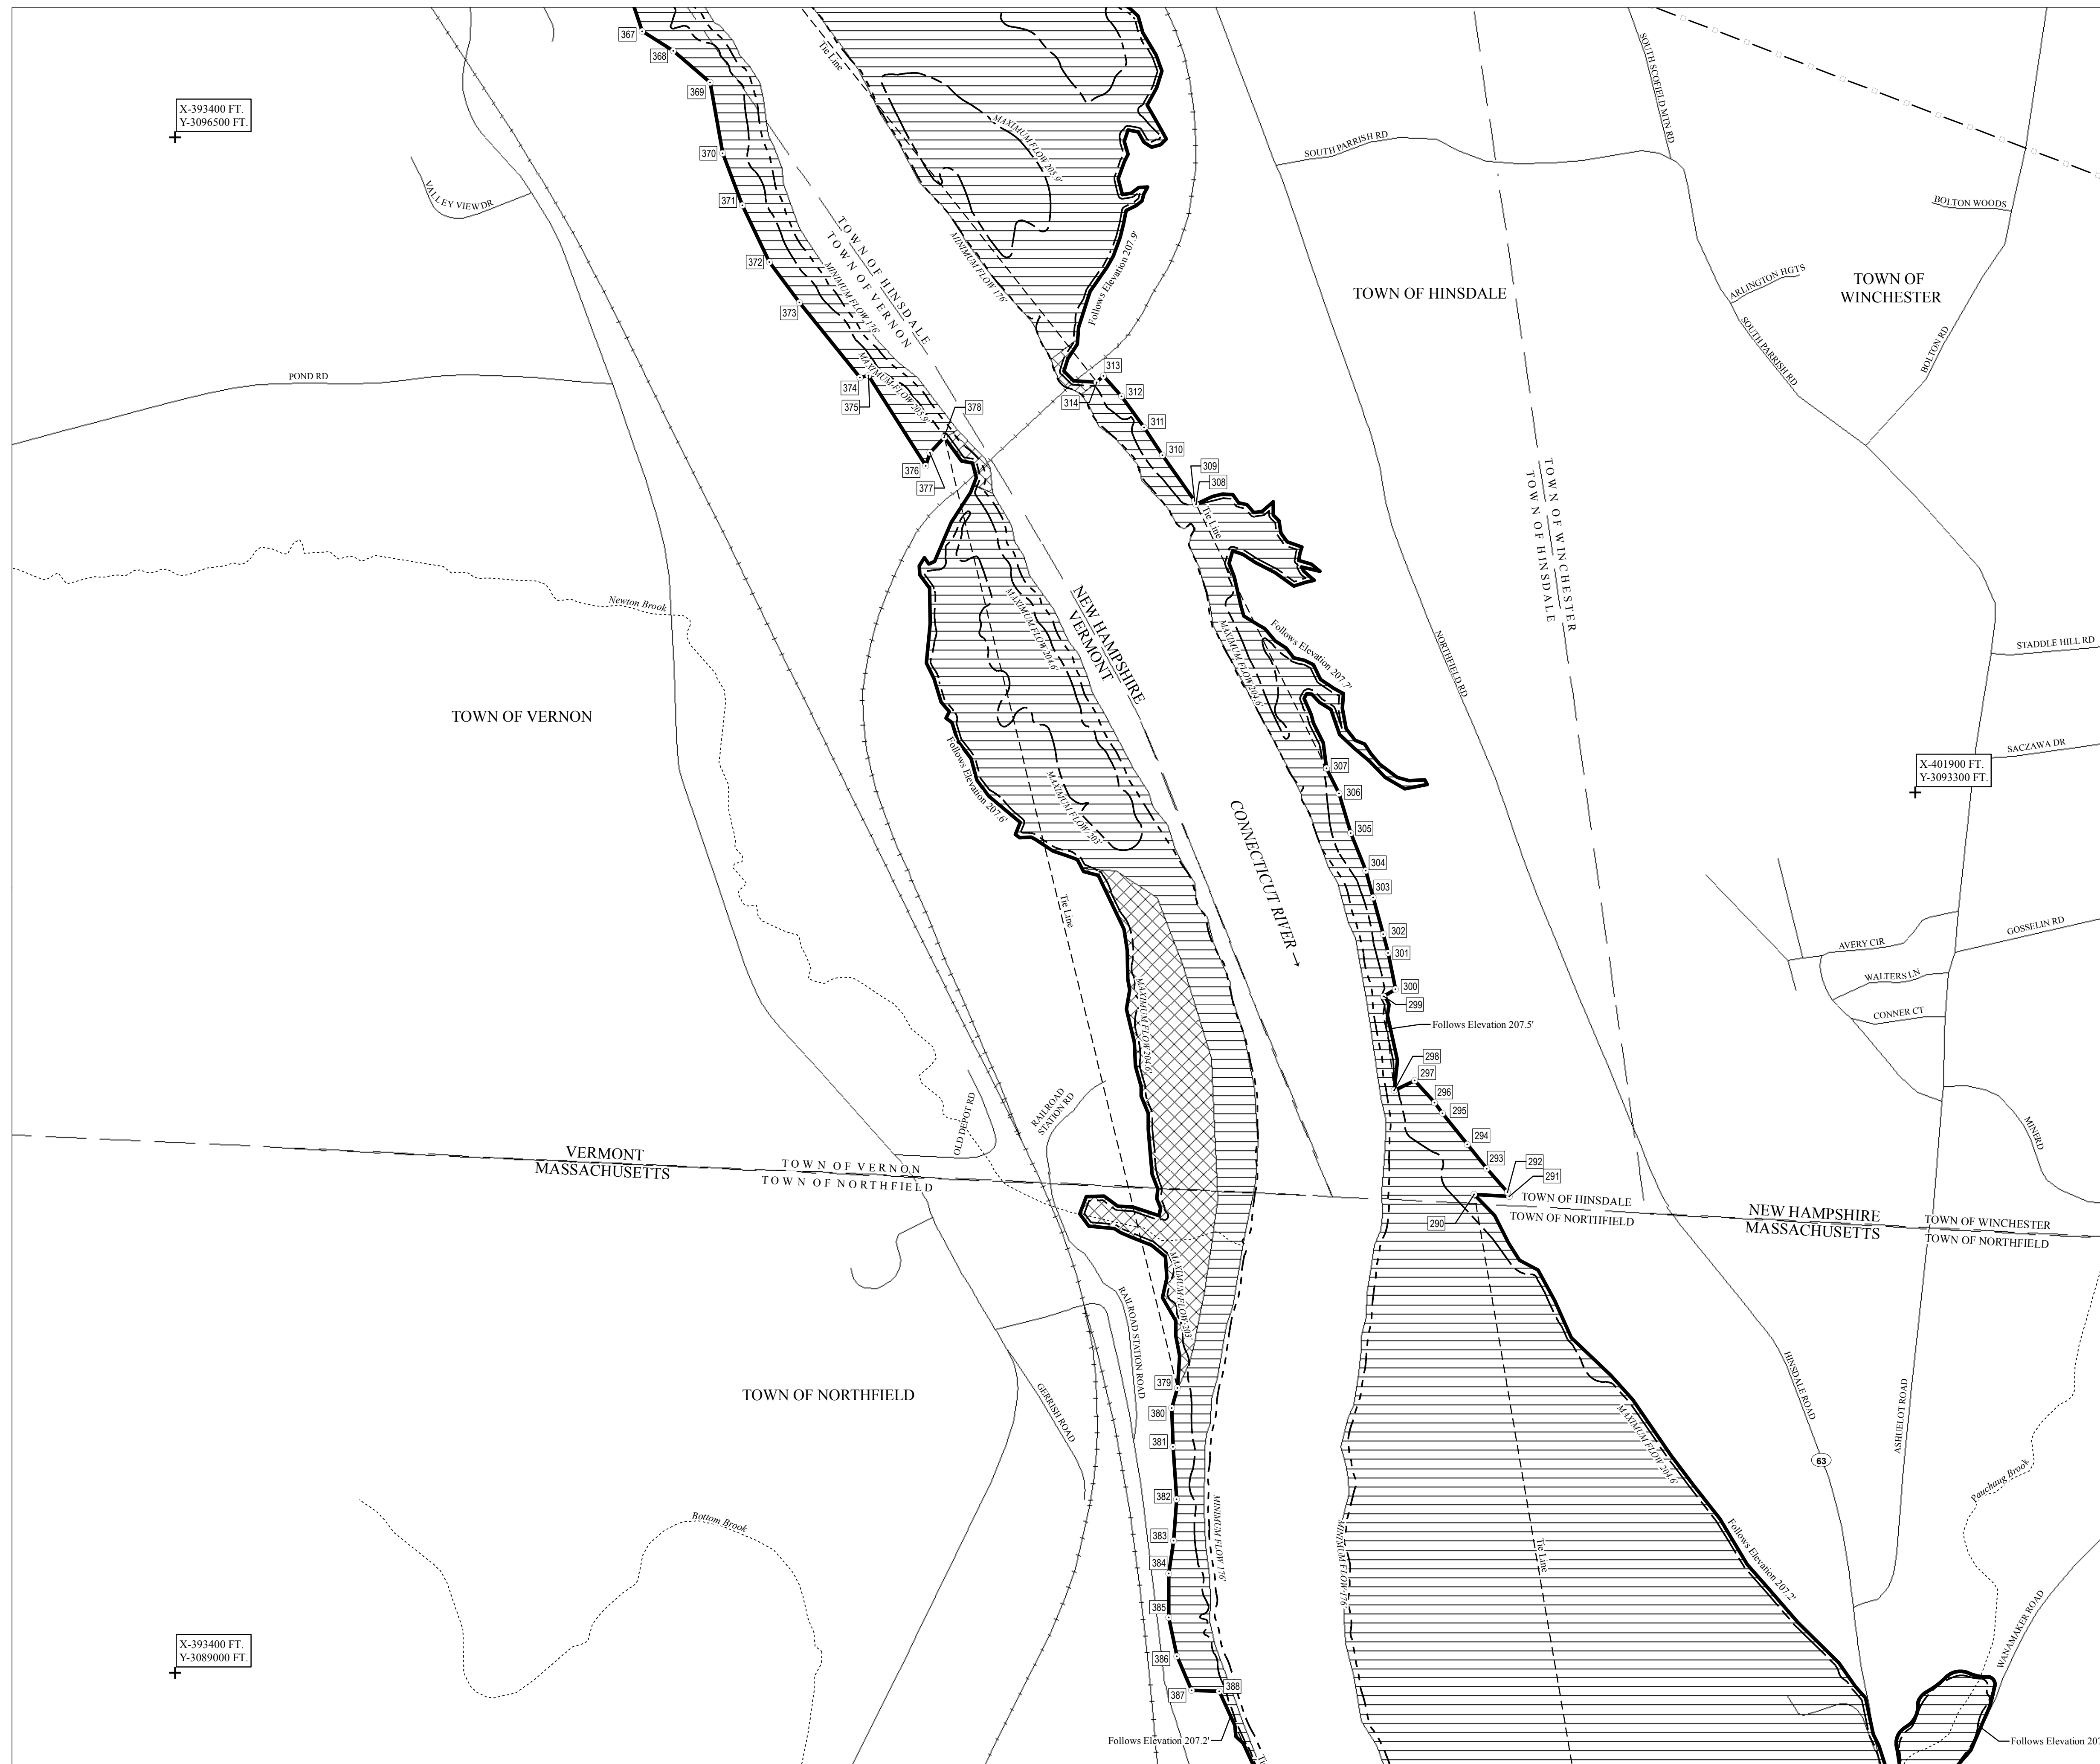 367
368
369
370
371
372
373
374
375
376
377
378
X-393400 FT.
Y-3096500 FT.
VALLEY VIEW DR
POND RD
Newton Brook
TOWN OF VERNON
Tie Line
MAXIMUM FLOW 205.9'
MINIMUM FLOW 176'
Follows Elevation 207.9'
TOWN OF HINSDALE
TOWN OF VERNON
MINIMUM FLOW 176'
MAXIMUM FLOW 205.9'
SOUTH PARRISH RD
SOUTH SCOFIELD MTN RD
BOLTON WOODS
ARLINGTON HGTS
TOWN OF HINSDALE
TOWN OF
WINCHESTER
SOUTH PARRISH RD
BOLTON RD
313
314
312
311
310
309
308
Tie Line
TOWN OF WINCHESTER
TOWN OF HINSDALE
NEW HAMPSHIRE
VERMONT
MAXIMUM FLOW 204.6'
MAXIMUM FLOW 204.6'
Follows Elevation 207.7'
NORTHFIELD RD
STADDLE HILL RD
SACZAWA DR
X-401900 FT.
Y-3093300 FT.
Follows Elevation 207.6'
MAXIMUM FLOW 203'
CONNECTICUT RIVER →
307
306
305
304
303
302
301
300
299
Follows Elevation 207.5'
298
297
296
295
294
293
292
291
290
Tie Line
MAXIMUM FLOW 204.6'
GOSSELIN RD
AVERY CIR
WALTERS LN
CONNER CT
OLD DEPOT RD
RAILROAD
STATION RD
VERMONT
MASSACHUSETTS
TOWN OF VERNON
TOWN OF NORTHFIELD
TOWN OF HINSDALE
TOWN OF NORTHFIELD
NEW HAMPSHIRE
MASSACHUSETTS
TOWN OF WINCHESTER
TOWN OF NORTHFIELD
MAXIMUM FLOW 203'
RAILROAD STATION ROAD
GERRISH ROAD
TOWN OF NORTHFIELD
379
380
381
382
383
384
385
386
387
388
MINIMUM FLOW 176'
MINIMUM FLOW 176'
Tie Line
MAXIMUM FLOW 204.6'
Follows Elevation 207.2'
HINSDALE ROAD
63
ASHUELOT ROAD
Pauchaug Brook
WANAMAKER ROAD
Bottom Brook
X-393400 FT.
Y-3089000 FT.
Follows Elevation 207.2'